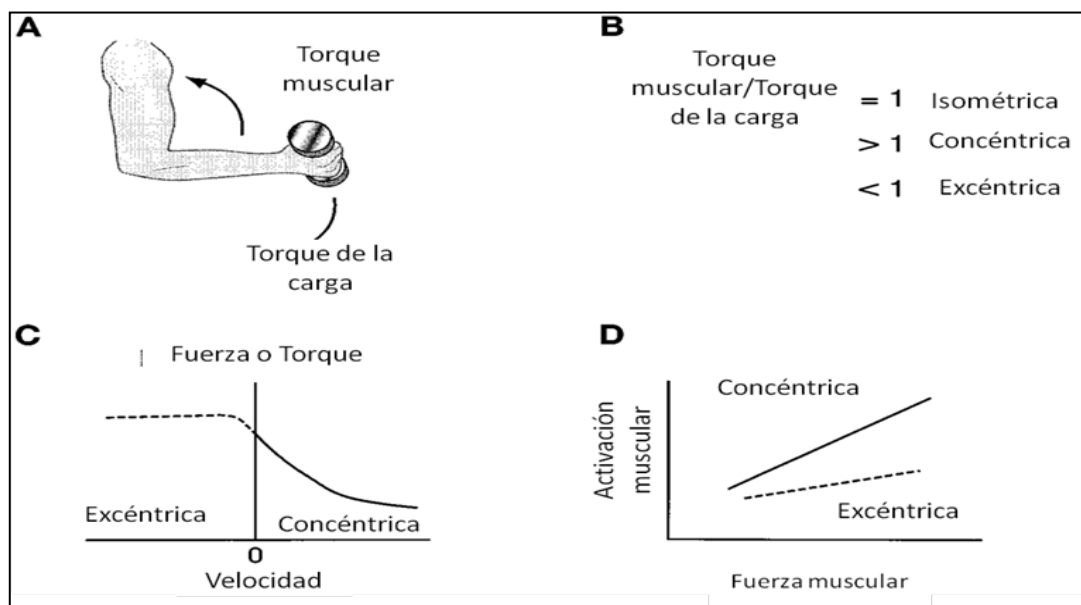 A
Torque
muscular
Torque de la
carga
B
Torque
muscular/Torque
de la carga
= 1 Isométrica
> 1 Concéntrica
< 1 Excéntrica
C
Fuerza o Torque
Excéntrica
Concéntrica
0
Velocidad
D
Activación
muscular
Concéntrica
Excéntrica
Fuerza muscular